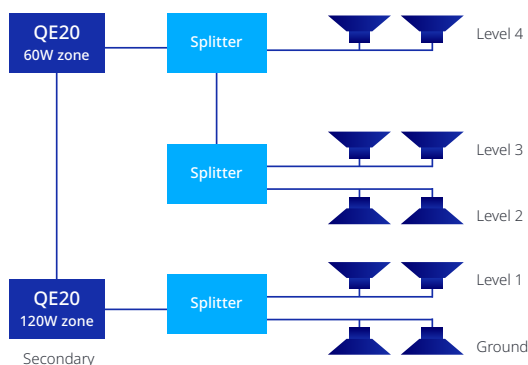 QE20
60W zone
Splitter
Level 4
Splitter
Level 3
Level 2
QE20
120W zone
Splitter
Level 1
Ground
Secondary